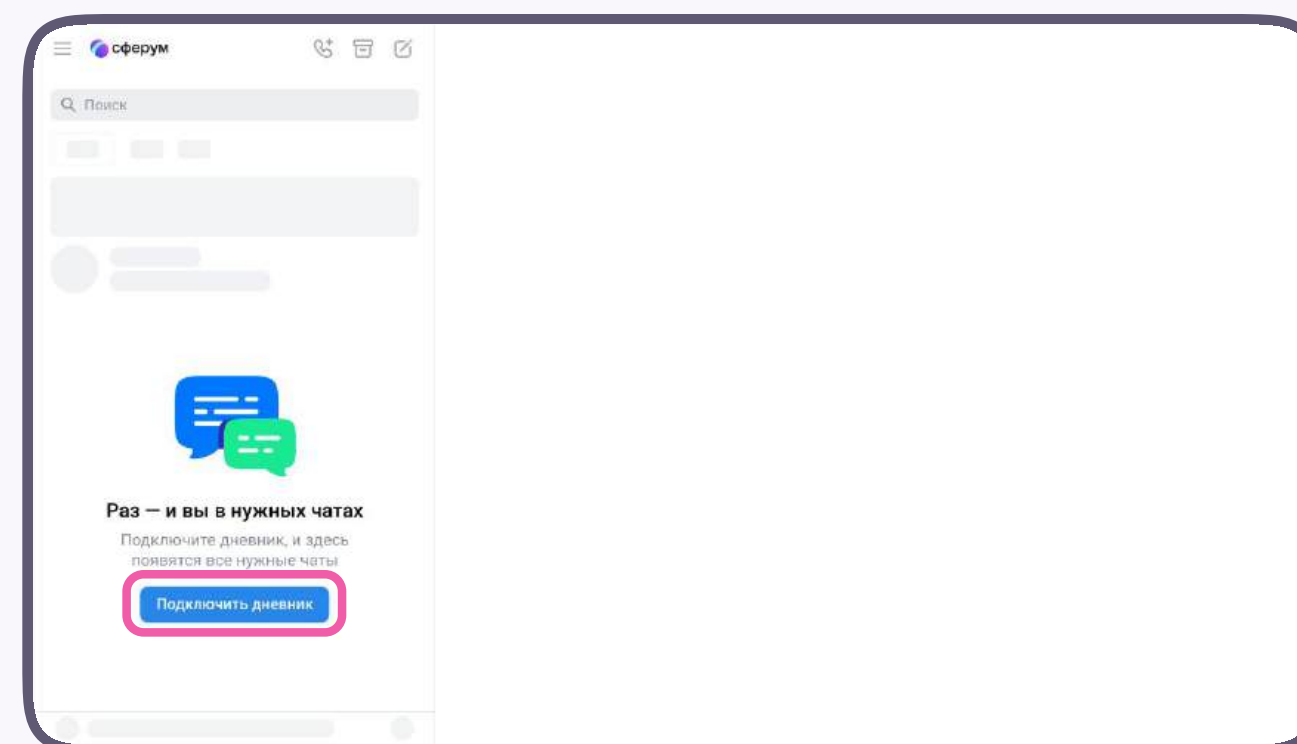 сферум
Поиск
Раз — и вы в нужных чатах
Подключите дневник, и здесь
появятся все нужные чаты
Подключить дневник